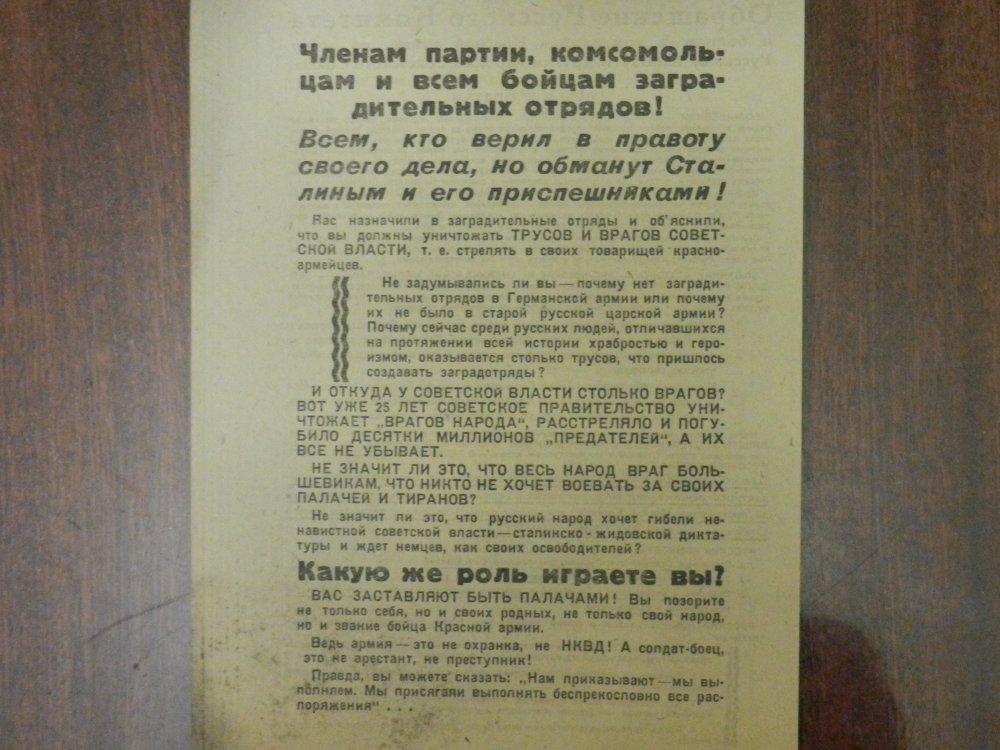 Членам партии, комсомоль-
цам и всем бойцам загра-
дительных отрядов!
Всем, кто верил в правоту
своего дела, но обманут Ста-
линым и его приспешниками!
Вас назначили в заградительные отряды и об'яснили,
что вы должны уничтожать ТРУСОВ И ВРАГОВ СОВЕТ-
СКОЙ ВЛАСТИ, т. е. стрелять в своих товарищей красно-
армейцев.
Не задумывались ли вы — почему нет загради-
тельных отрядов в Германской армии или почему
их не было в старой русской царской армии?
Почему сейчас среди русских людей, отличавшихся
на протяжении всей истории храбростью и геро-
измом, оказывается столько трусов, что пришлось
создавать заградотряды?
И ОТКУДА У СОВЕТСКОЙ ВЛАСТИ СТОЛЬКО ВРАГОВ?
ВОТ УЖЕ 25 ЛЕТ СОВЕТСКОЕ ПРАВИТЕЛЬСТВО УНИ-
ЧТОЖАЕТ „ВРАГОВ НАРОДА“, РАССТРЕЛЯЛО И ПОГУ-
БИЛО ДЕСЯТКИ МИЛЛИОНОВ „ПРЕДАТЕЛЕЙ“, А ИХ
ВСЕ НЕ УБЫВАЕТ.
НЕ ЗНАЧИТ ЛИ ЭТО, ЧТО ВЕСЬ НАРОД ВРАГ БОЛЬ-
ШЕВИКАМ, ЧТО НИКТО НЕ ХОЧЕТ ВОЕВАТЬ ЗА СВОИХ
ПАЛАЧЕЙ И ТИРАНОВ?
Не значит ли это, что русский народ хочет гибели не-
навистной советской власти—сталинско-жидовской дикта-
туры и ждет немцев, как своих освободителей?
Какую же роль играете вы?
ВАС ЗАСТАВЛЯЮТ БЫТЬ ПАЛАЧАМИ! Вы позорите
не только себя, но и своих родных, не только свой народ,
но и звание бойца Красной армии.
Ведь армия — это не охранка, не НКВД! А солдат-боец,
это не арестант, не преступник!
Правда, вы можете сказать: „Нам приказывают—мы вы-
полняем. Мы присягали выполнять беспрекословно все рас-
поряжения“ . . .